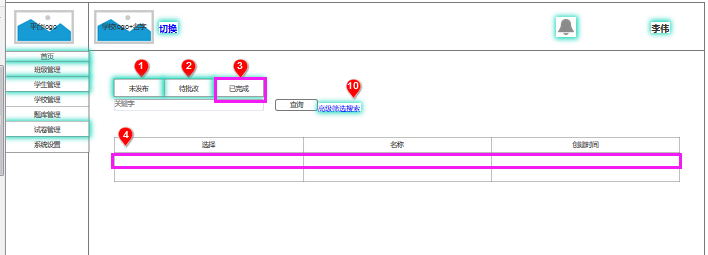 平台logo
学校logo+名字
切换
李伟
首页
班级管理
学生管理
学校管理
题库管理
试卷管理
系统设置
1
2
3
未发布
待批改
已完成
10
关键字
查询
高级筛选搜索
4
选择
名称
创建时间